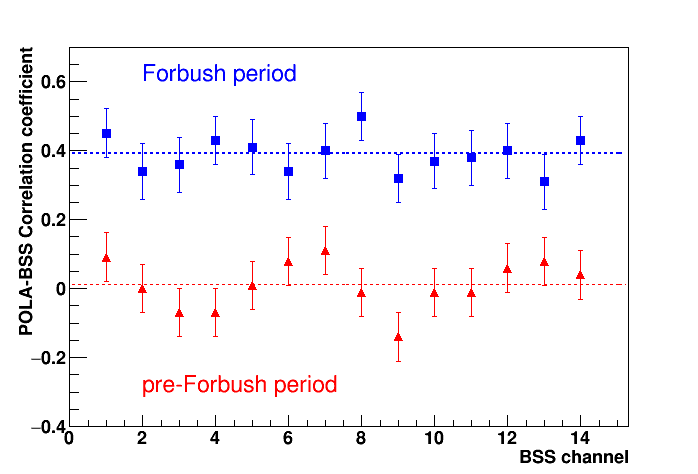 POLA-BSS Correlation coefficient
Forbush period
pre-Forbush period
0.6
0.4
0.2
0
−0.2
−0.4
0 2 4 6 8 10 12 14
BSS channel